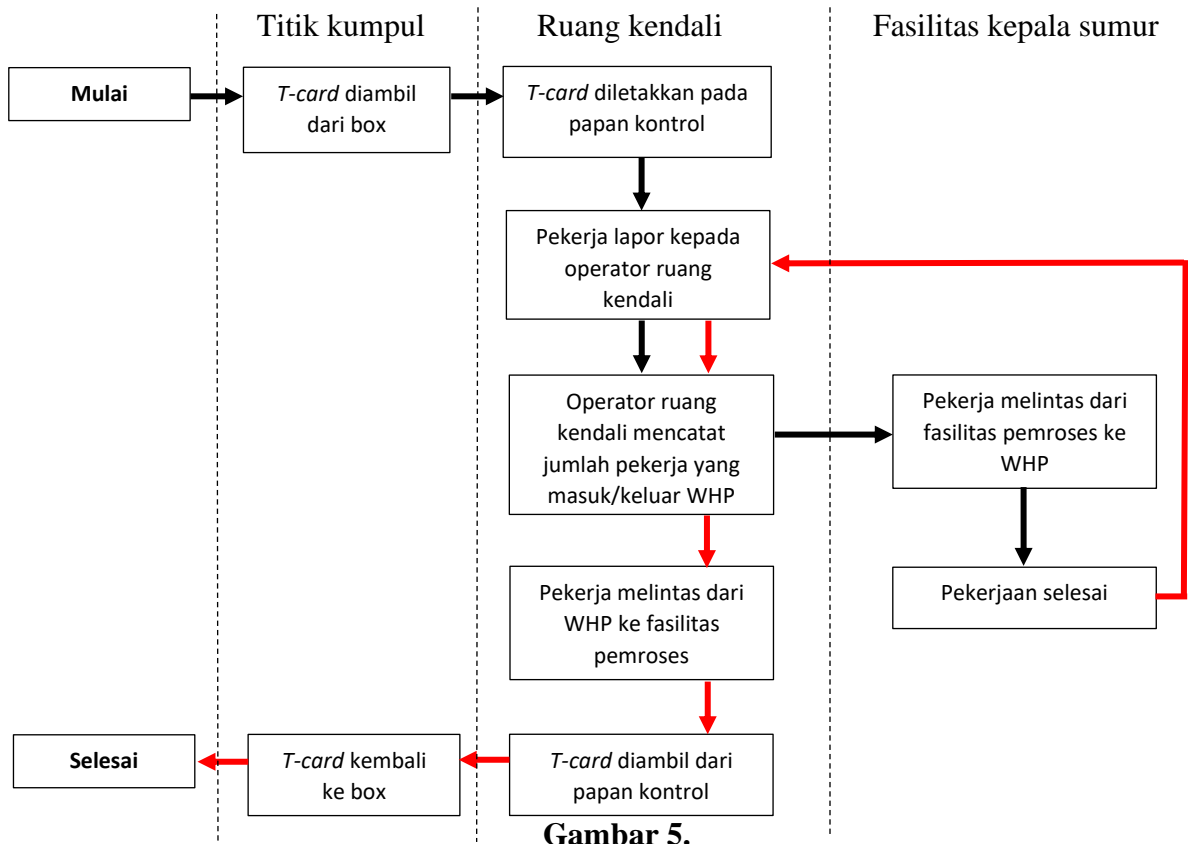 Titik kumpul
Ruang kendali
Fasilitas kepala sumur
Mulai
T-card diambil
dari box
T-card diletakkan pada
papan kontrol
Pekerja lapor kepada
operator ruang
kendali
Operator ruang
kendali mencatat
jumlah pekerja yang
masuk/keluar WHP
Pekerja melintas dari
fasilitas pemroses ke
WHP
Pekerjaan selesai
Pekerja melintas dari
WHP ke fasilitas
pemroses
Selesai
T-card kembali
ke box
T-card diambil dari
papan kontrol
Gambar 5.